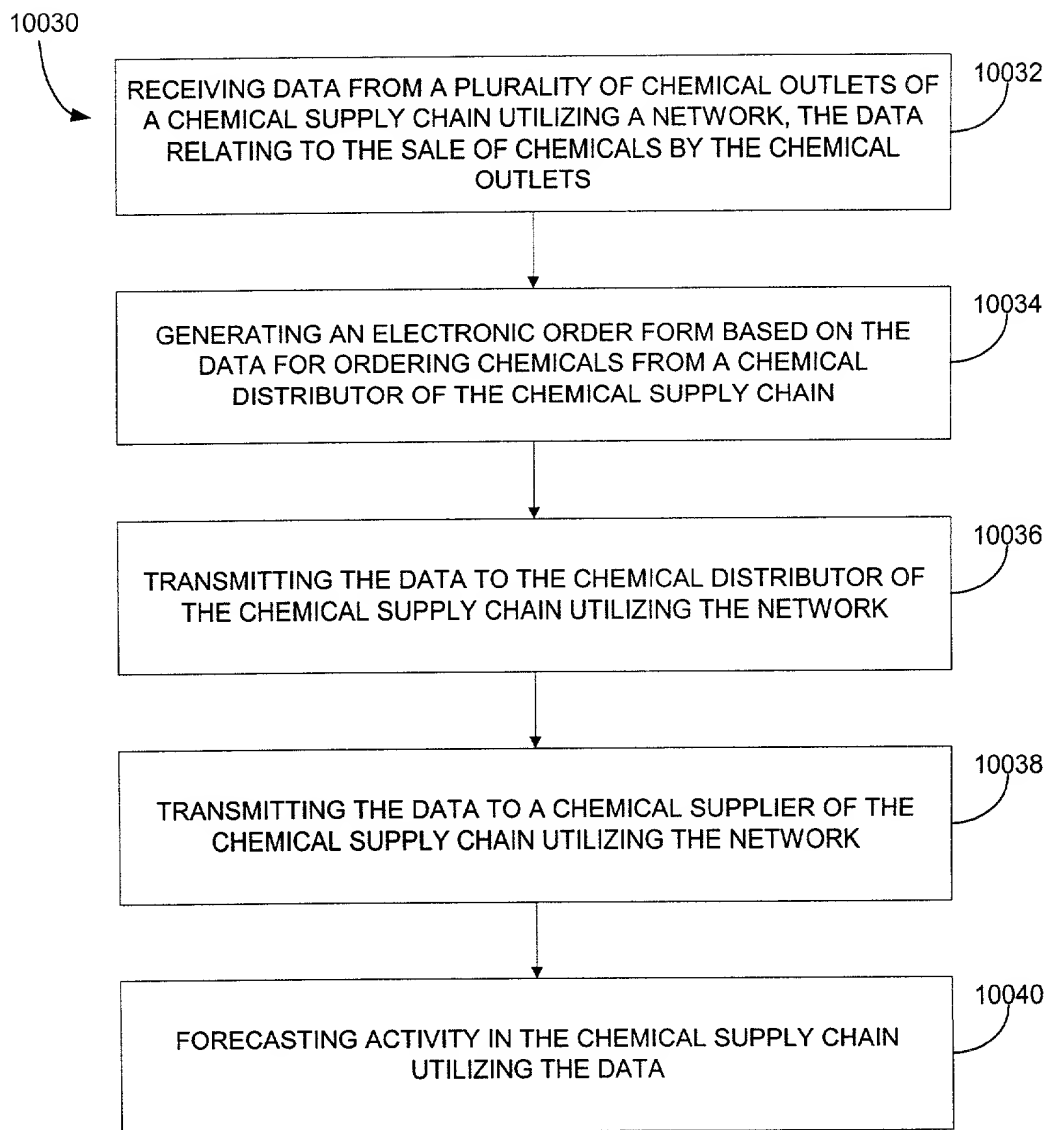 10030
10032
RECEIVING DATA FROM A PLURALITY OF CHEMICAL OUTLETS OF
A CHEMICAL SUPPLY CHAIN UTILIZING A NETWORK, THE DATA
RELATING TO THE SALE OF CHEMICALS BY THE CHEMICAL
OUTLETS
10034
GENERATING AN ELECTRONIC ORDER FORM BASED ON THE
DATA FOR ORDERING CHEMICALS FROM A CHEMICAL
DISTRIBUTOR OF THE CHEMICAL SUPPLY CHAIN
10036
TRANSMITTING THE DATA TO THE CHEMICAL DISTRIBUTOR OF
THE CHEMICAL SUPPLY CHAIN UTILIZING THE NETWORK
10038
TRANSMITTING THE DATA TO A CHEMICAL SUPPLIER OF THE
CHEMICAL SUPPLY CHAIN UTILIZING THE NETWORK
10040
FORECASTING ACTIVITY IN THE CHEMICAL SUPPLY CHAIN
UTILIZING THE DATA